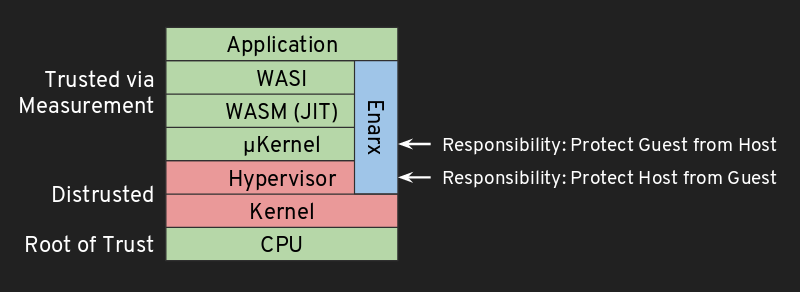 Application
Trusted via
Measurement
WASI
WASM (JIT)
µKernel
Enarx
Responsibility: Protect Guest from Host
Distrusted
Hypervisor
Responsibility: Protect Host from Guest
Kernel
Root of Trust
CPU